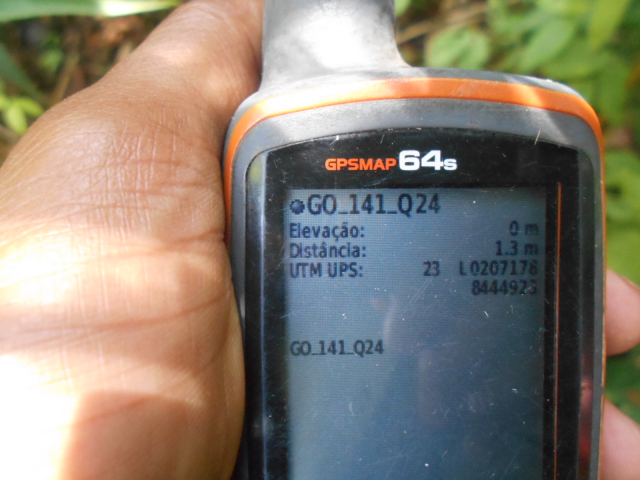 GPSMAP 64s
GO_141_Q24
Elevação: 0 m
Distância: 1.3 m
UTM UPS: 23 L 0207178
8444923
GO_141_Q24